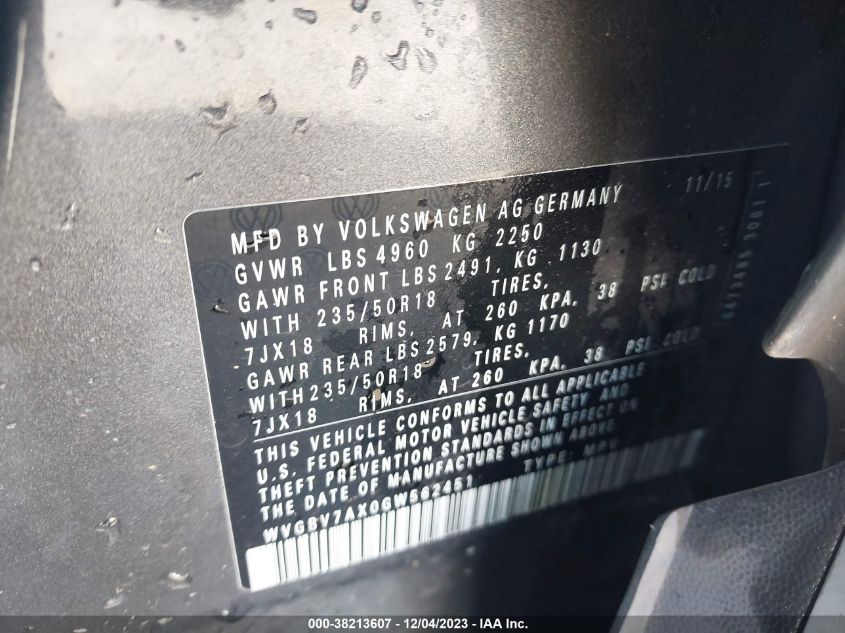 11/15
MFD BY VOLKSWAGEN AG GERMANY
GVWR LBS 4960 KG 2250
GAWR FRONT LBS 2491, KG 1130
WITH 235/50R18 TIRES,
7JX18 RIMS, AT 260 KPA, 38 PSI COLD
GAWR REAR LBS 2579, KG 1170
WITH 235/50R18 TIRES,
7JX18 RIMS, AT 260 KPA, 38 PSI COLD
THIS VEHICLE CONFORMS TO ALL APPLICABLE
U.S. FEDERAL MOTOR VEHICLE SAFETY AND
THEFT PREVENTION STANDARDS IN EFFECT ON
THE DATE OF MANUFACTURE SHOWN ABOVE.
WVGBV7AX0GW562451 TYPE: MPV
000-38213607 - 12/04/2023 - IAA Inc.